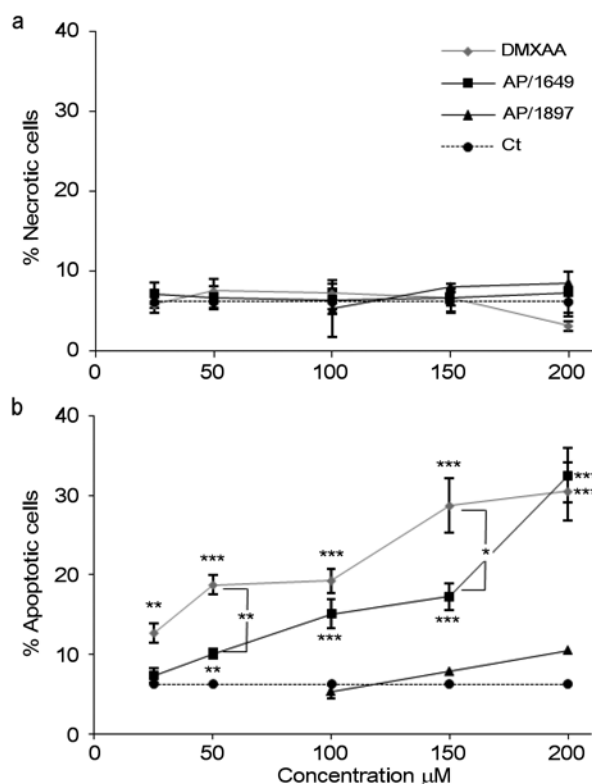 a
40
DMXAA
AP/1649
AP/1897
Ct
30
% Necrotic cells
20
10
0
0 50 100 150 200
b
40
% Apoptotic cells
***
***
***
30
*
***
***
20
**
**
***
***
10
**
0
0 50 100 150 200
Concentration µM